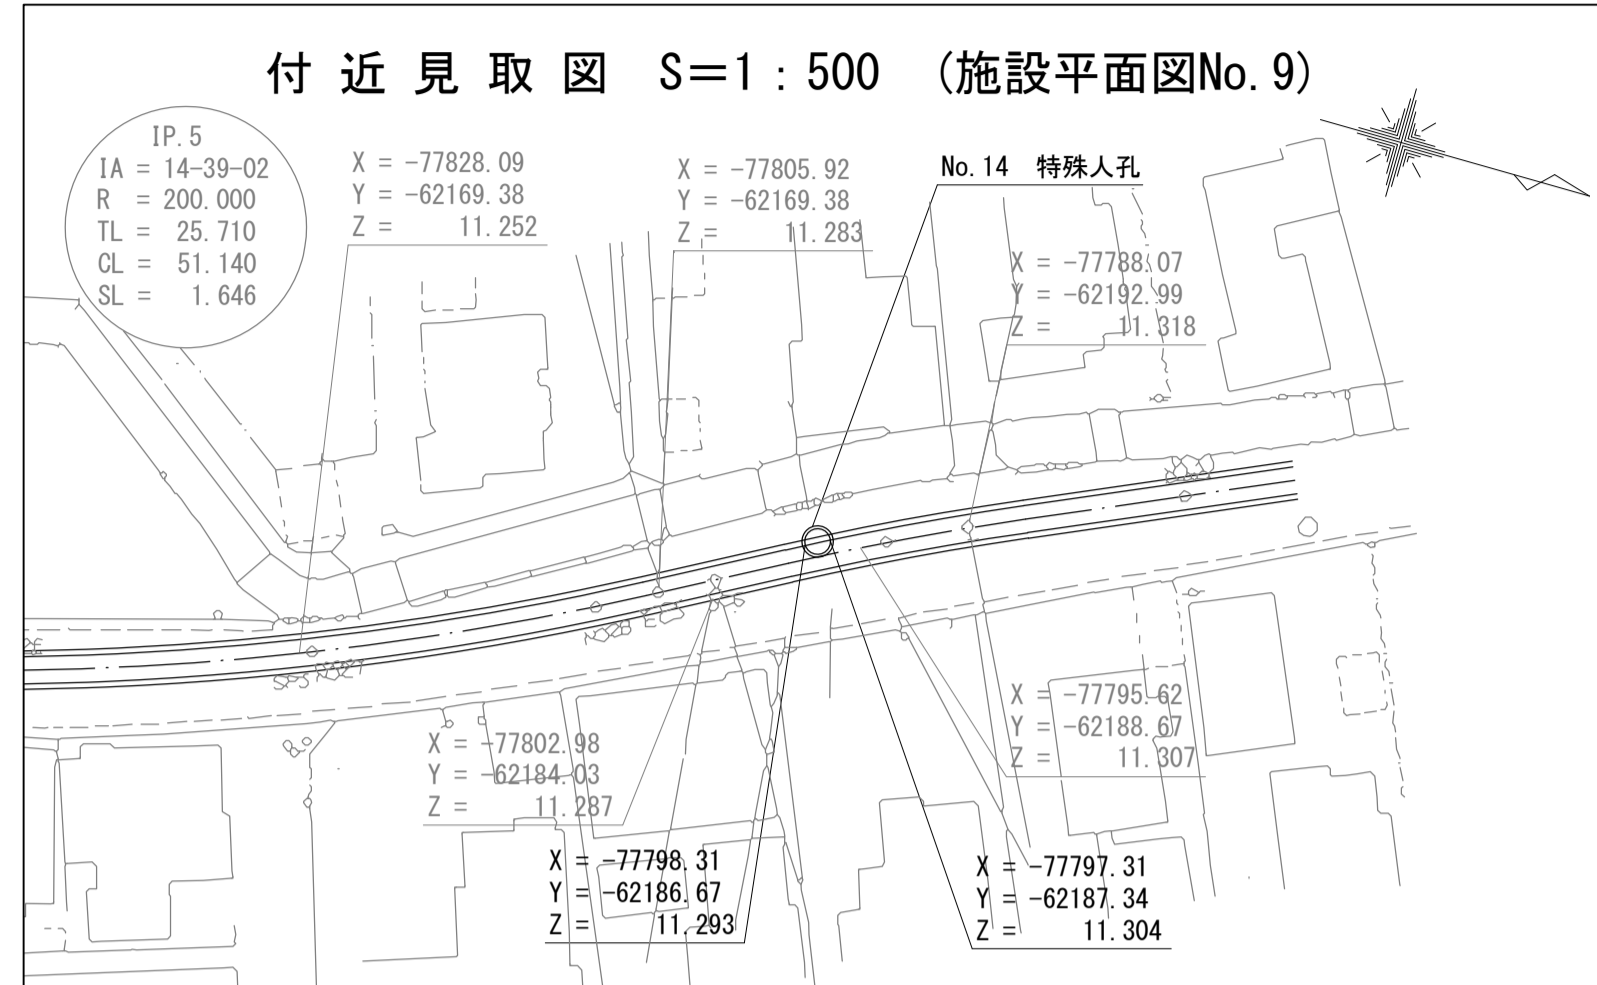 付近見取図 S=1：500 (施設平面図No.9)
IP.5
IA = 14-39-02
R = 200.000
TL = 25.710
CL = 51.140
SL = 1.646
X = -77828.09
Y = -62169.38
Z = 11.252
X = -77805.92
Y = -62169.38
Z = 11.283
No.14 特殊人孔
X = -77788.07
Y = -62192.99
Z = 11.318
X = -77795.62
Y = -62188.67
Z = 11.307
X = -77802.98
Y = -62184.03
Z = 11.287
X = -77798.31
Y = -62186.67
Z = 11.293
X = -77797.31
Y = -62187.34
Z = 11.304